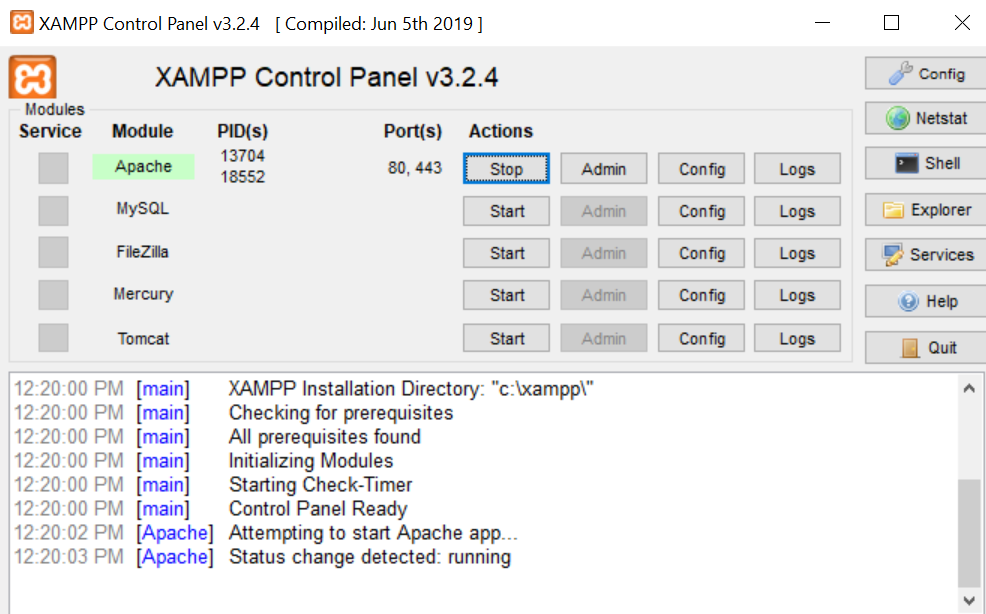 XAMPP Control Panel v3.2.4 [ Compiled: Jun 5th 2019 ]
XAMPP Control Panel v3.2.4
Config
Modules
Service Module PID(s) Port(s) Actions
Netstat
Apache 13704 18552 80, 443 Stop Admin Config Logs
Shell
MySQL Start Admin Config Logs
Explorer
FileZilla Start Admin Config Logs
Services
Mercury Start Admin Config Logs
Help
Tomcat Start Admin Config Logs
Quit
12:20:00 PM [main] XAMPP Installation Directory: "c:\xampp\"
12:20:00 PM [main] Checking for prerequisites
12:20:00 PM [main] All prerequisites found
12:20:00 PM [main] Initializing Modules
12:20:00 PM [main] Starting Check-Timer
12:20:00 PM [main] Control Panel Ready
12:20:02 PM [Apache] Attempting to start Apache app...
12:20:03 PM [Apache] Status change detected: running